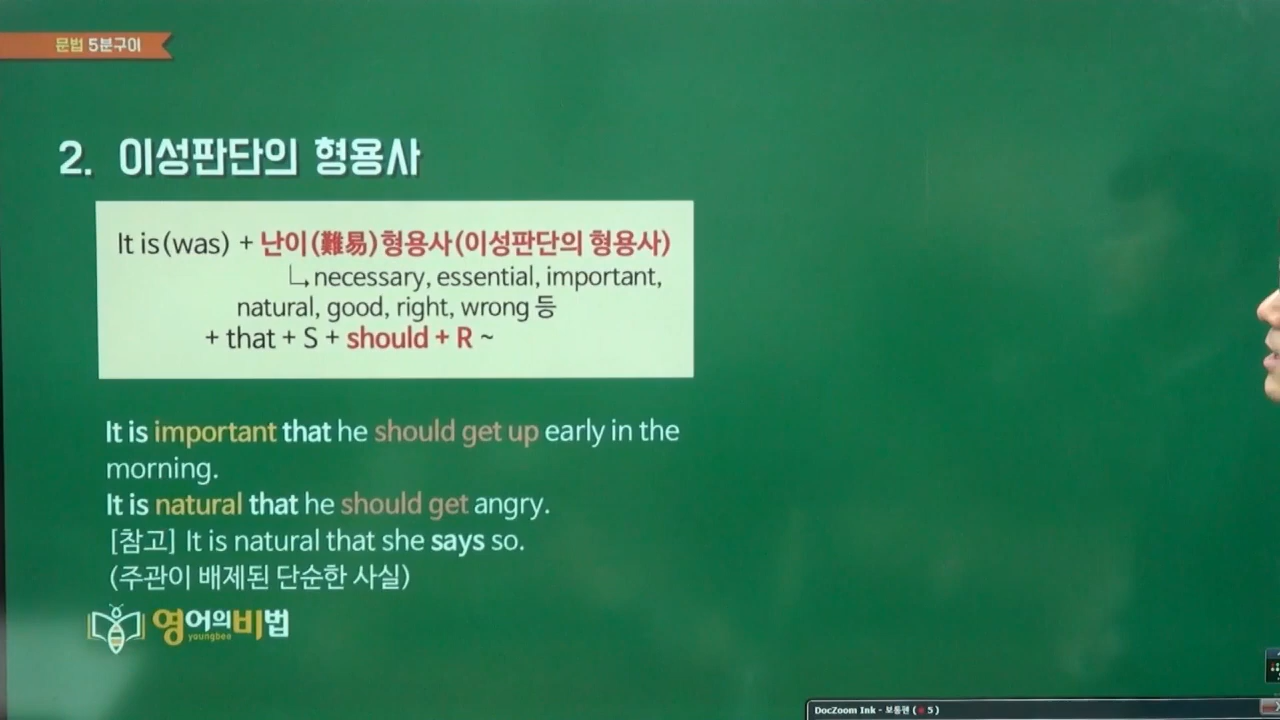 문법 5분구이
2. 이성판단의 형용사
It is(was) + 난이(難易)형용사(이성판단의 형용사)
necessary, essential, important,
natural, good, right, wrong 등
+ that + S + should + R ~
It is important that he should get up early in the
morning.
It is natural that he should get angry.
[참고] It is natural that she says so.
(주관이 배제된 단순한 사실)
영어의비법
youngbee
DocZoom Ink - 보통펜 ( 5 )